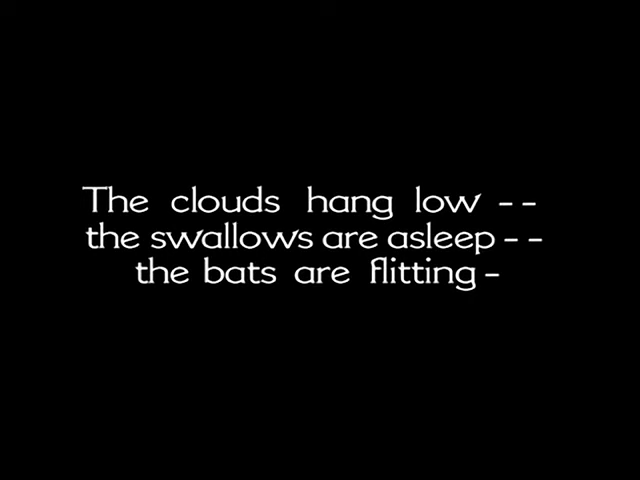 The clouds hang low --
the swallows are asleep --
the bats are flitting -